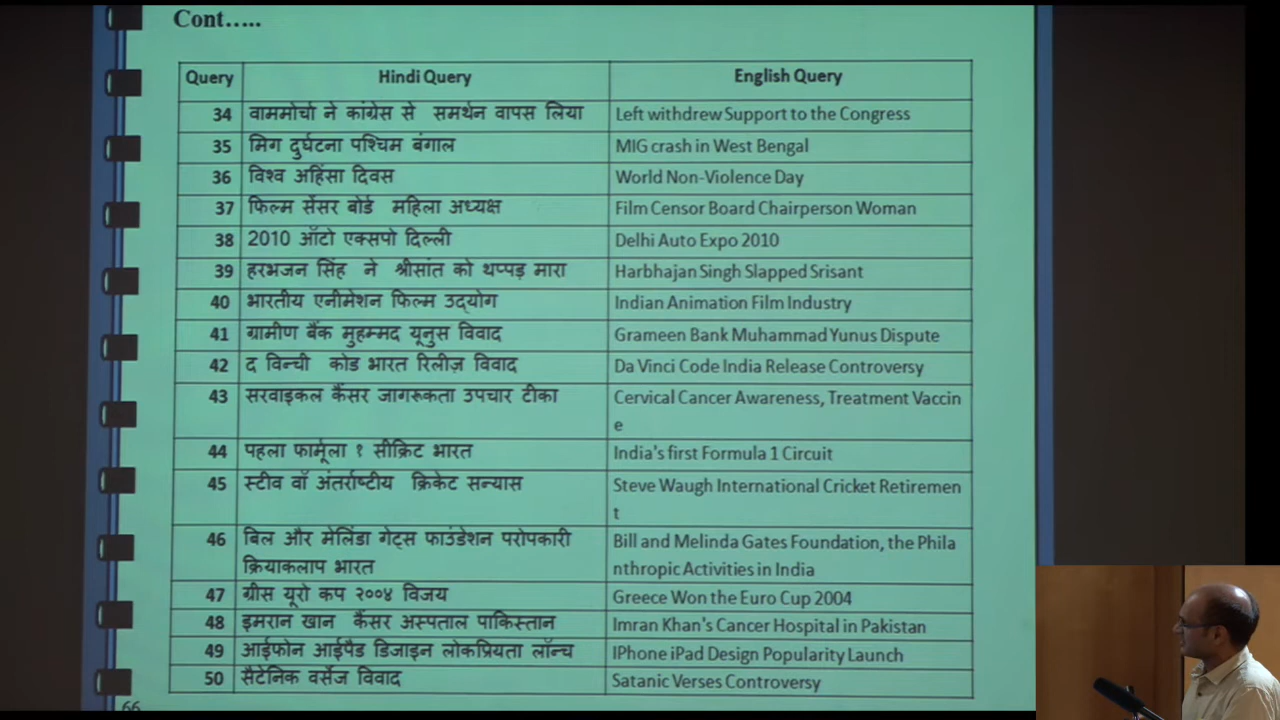 Cont.....
Query Hindi Query English Query
34 वाममोर्चा ने कांग्रेस से समर्थन वापस लिया Left withdrew Support to the Congress
35 मिग दुर्घटना पश्चिम बंगाल MIG crash in West Bengal
36 विश्व अहिंसा दिवस World Non-Violence Day
37 फिल्म सेंसर बोर्ड महिला अध्यक्ष Film Censor Board Chairperson Woman
38 2010 ऑटो एक्सपो दिल्ली Delhi Auto Expo 2010
39 हरभजन सिंह ने श्रीसांत को थप्पड़ मारा Harbhajan Singh Slapped Srisant
40 भारतीय एनीमेशन फिल्म उद्योग Indian Animation Film Industry
41 ग्रामीण बैंक मुहम्मद यूनुस विवाद Grameen Bank Muhammad Yunus Dispute
42 द विन्ची कोड भारत रिलीज़ विवाद Da Vinci Code India Release Controversy
43 सरवाइकल कैंसर जागरूकता उपचार टीका Cervical Cancer Awareness, Treatment Vaccin
e
44 पहला फार्मूला १ सीक्रिट भारत India's first Formula 1 Circuit
45 स्टीव वॉ अंतर्राष्टीय क्रिकेट सन्यास Steve Waugh International Cricket Retiremen
t
46 बिल और मेलिंडा गेट्स फाउंडेशन परोपकारी Bill and Melinda Gates Foundation, the Phila
क्रियाकलाप भारत nthropic Activities in India
47 ग्रीस यूरो कप २००४ विजय Greece Won the Euro Cup 2004
48 इमरान खान कैंसर अस्पताल पाकिस्तान Imran Khan's Cancer Hospital in Pakistan
49 आईफोन आईपैड डिजाइन लोकप्रियता लॉन्च IPhone iPad Design Popularity Launch
50 सैटेनिक वर्सेज विवाद Satanic Verses Controversy
66